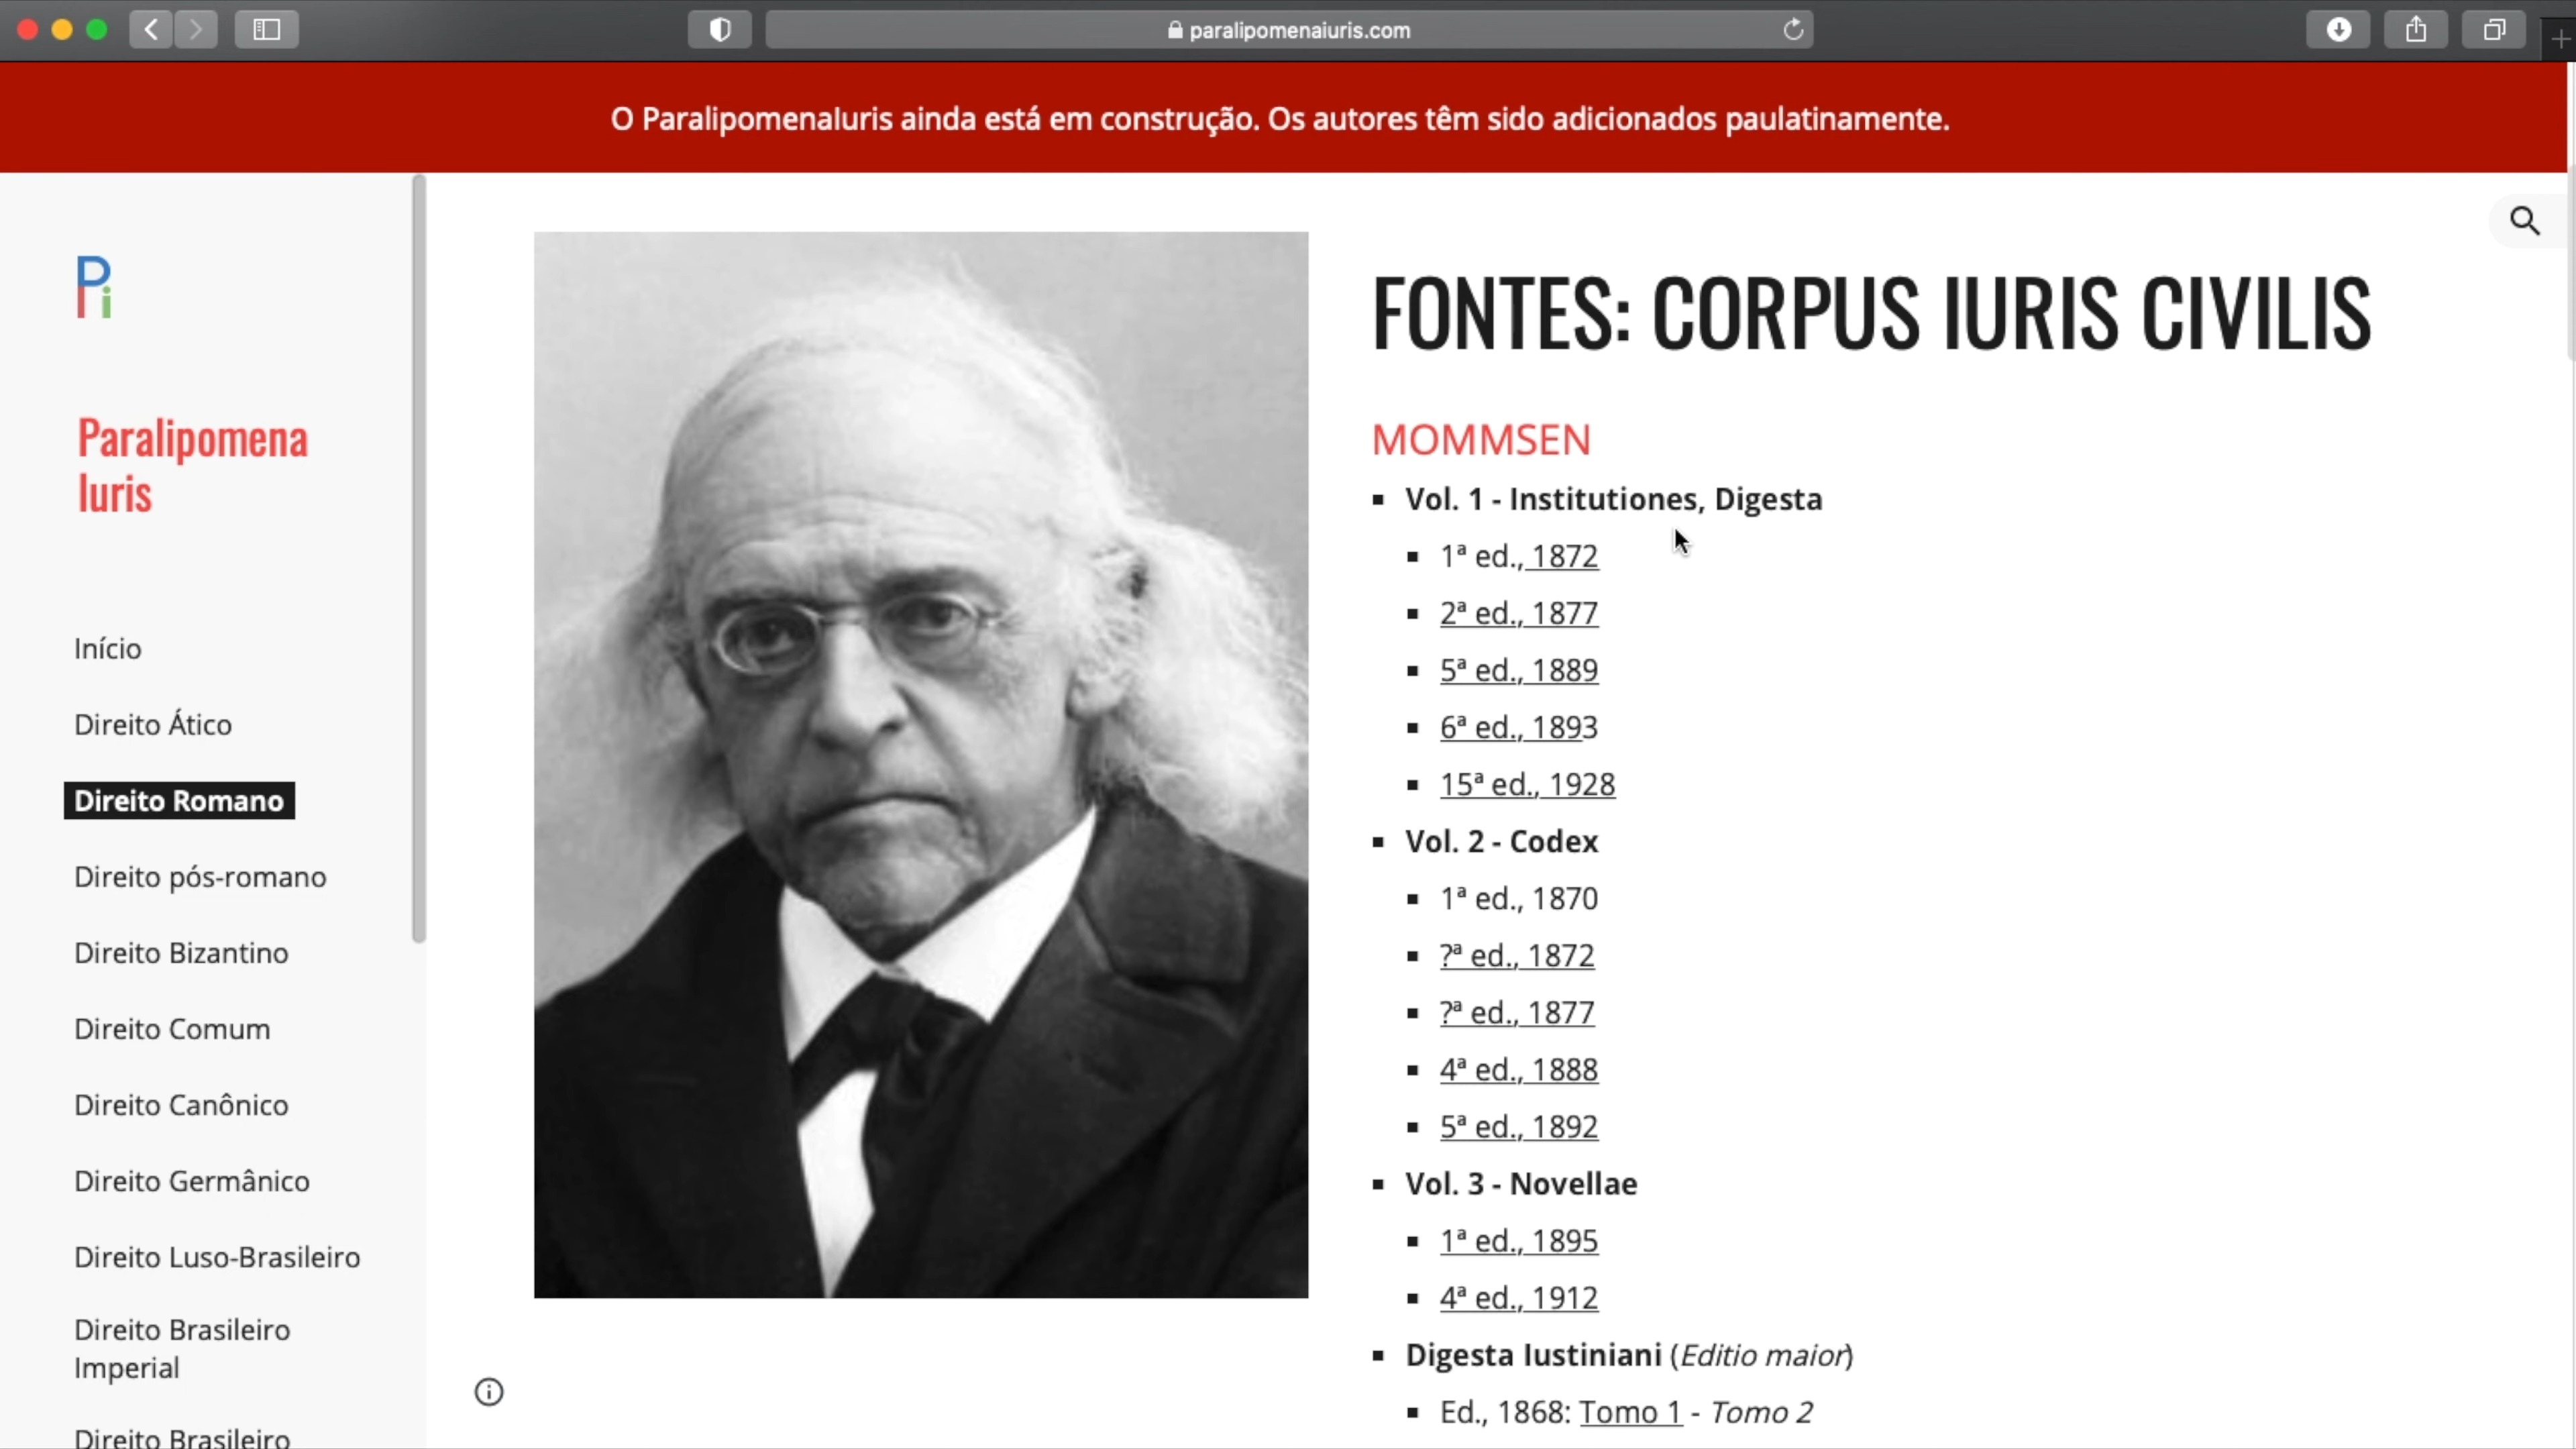 paralipomenaiuris.com
O ParalipomenaIuris ainda está em construção. Os autores têm sido adicionados paulatinamente.
Pi
Paralipomena
Iuris
Início
Direito Ático
Direito Romano
Direito pós-romano
Direito Bizantino
Direito Comum
Direito Canônico
Direito Germânico
Direito Luso-Brasileiro
Direito Brasileiro
Imperial
Direito Brasileiro
FONTES: CORPUS IURIS CIVILIS
MOMMSEN
Vol. 1 - Institutiones, Digesta
1ª ed., 1872
2ª ed., 1877
5ª ed., 1889
6ª ed., 1893
15ª ed., 1928
Vol. 2 - Codex
1ª ed., 1870
?ª ed., 1872
?ª ed., 1877
4ª ed., 1888
5ª ed., 1892
Vol. 3 - Novellae
1ª ed., 1895
4ª ed., 1912
Digesta Iustiniani (Editio maior)
Ed., 1868: Tomo 1 - Tomo 2